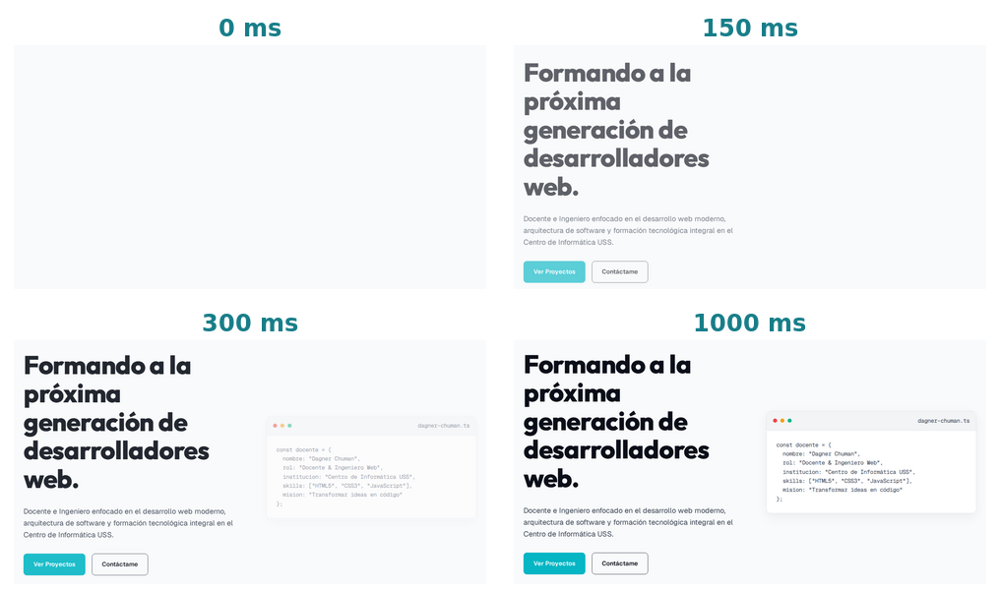 0 ms
150 ms
Formando a la
próxima
generación de
desarrolladores
web.
Docente e Ingeniero enfocado en el desarrollo web moderno,
arquitectura de software y formación tecnológica integral en el
Centro de Informática USS.
Ver Proyectos
Contáctame
300 ms
Formando a la
próxima
generación de
desarrolladores
web.
Docente e Ingeniero enfocado en el desarrollo web moderno,
arquitectura de software y formación tecnológica integral en el
Centro de Informática USS.
Ver Proyectos
Contáctame
dagner-chuman.ts
const docente = {
nombre: "Dagner Chuman",
rol: "Docente & Ingeniero Web",
institucion: "Centro de Informática USS",
skills: ["HTML5", "CSS3", "JavaScript"],
mision: "Transformar ideas en código"
};
1000 ms
Formando a la
próxima
generación de
desarrolladores
web.
Docente e Ingeniero enfocado en el desarrollo web moderno,
arquitectura de software y formación tecnológica integral en el
Centro de Informática USS.
Ver Proyectos
Contáctame
dagner-chuman.ts
const docente = {
nombre: "Dagner Chuman",
rol: "Docente & Ingeniero Web",
institucion: "Centro de Informática USS",
skills: ["HTML5", "CSS3", "JavaScript"],
mision: "Transformar ideas en código"
};